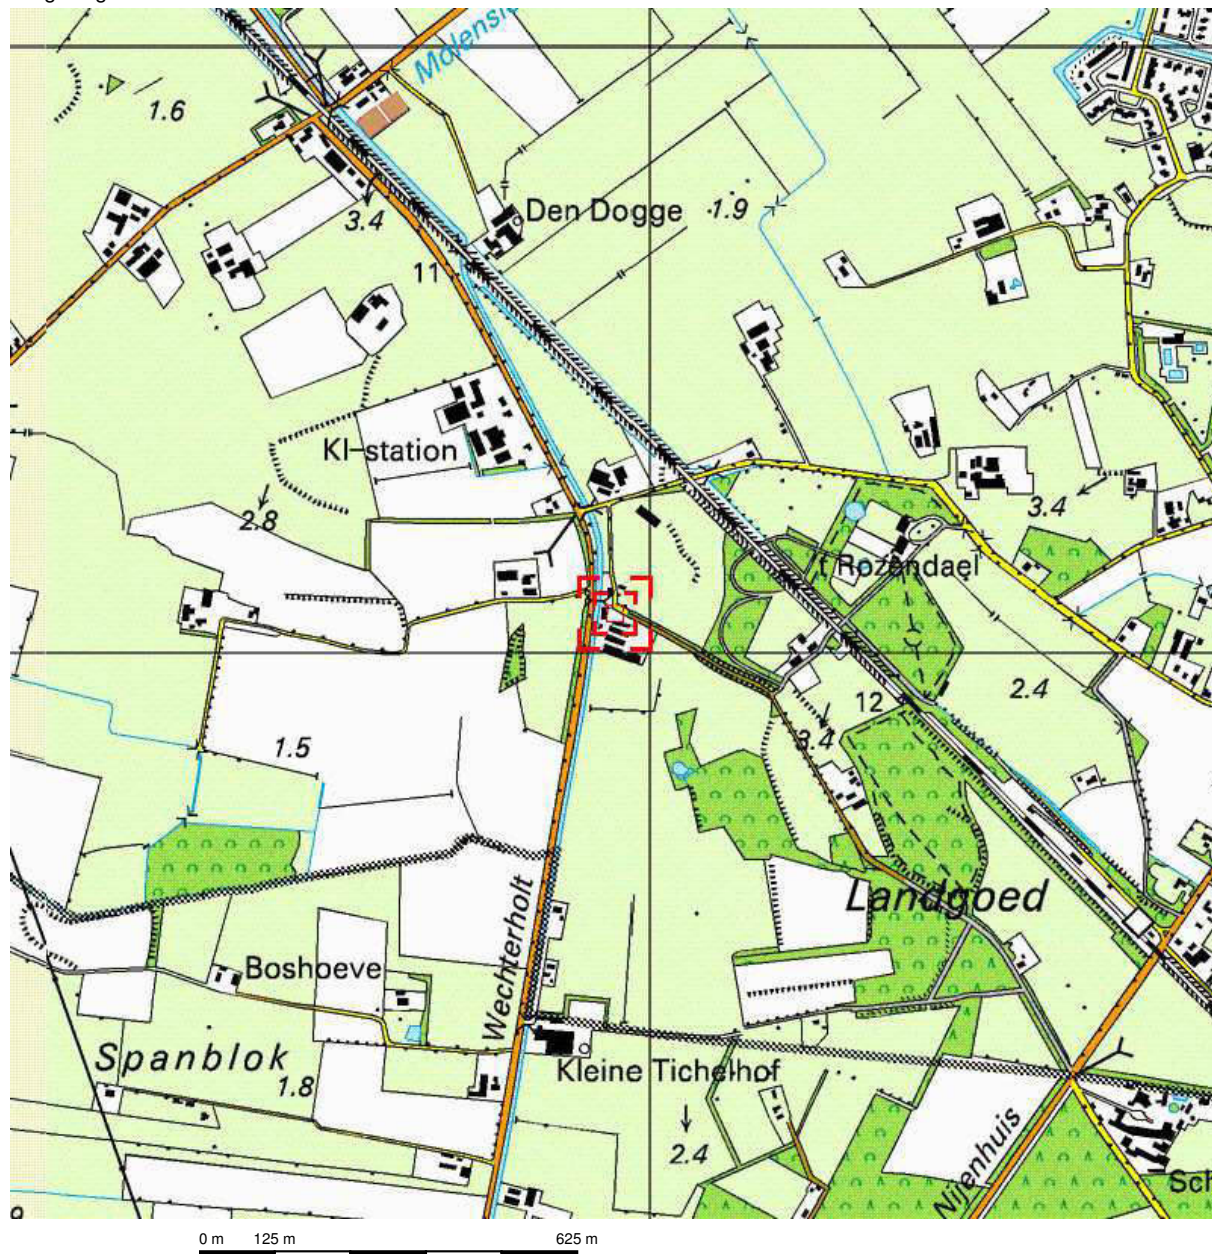 1.6
Den Dogge
1.9
3.4
11
KI-station
2.8
3.4
't Rozendael
2.4
12
3.4
1.5
Landgoed
Wechterholt
Boshoeve
Spanblok
1.8
Kleine Tichelhof
2.4
Nijenhuis
Sch
0 m 125 m 625 m